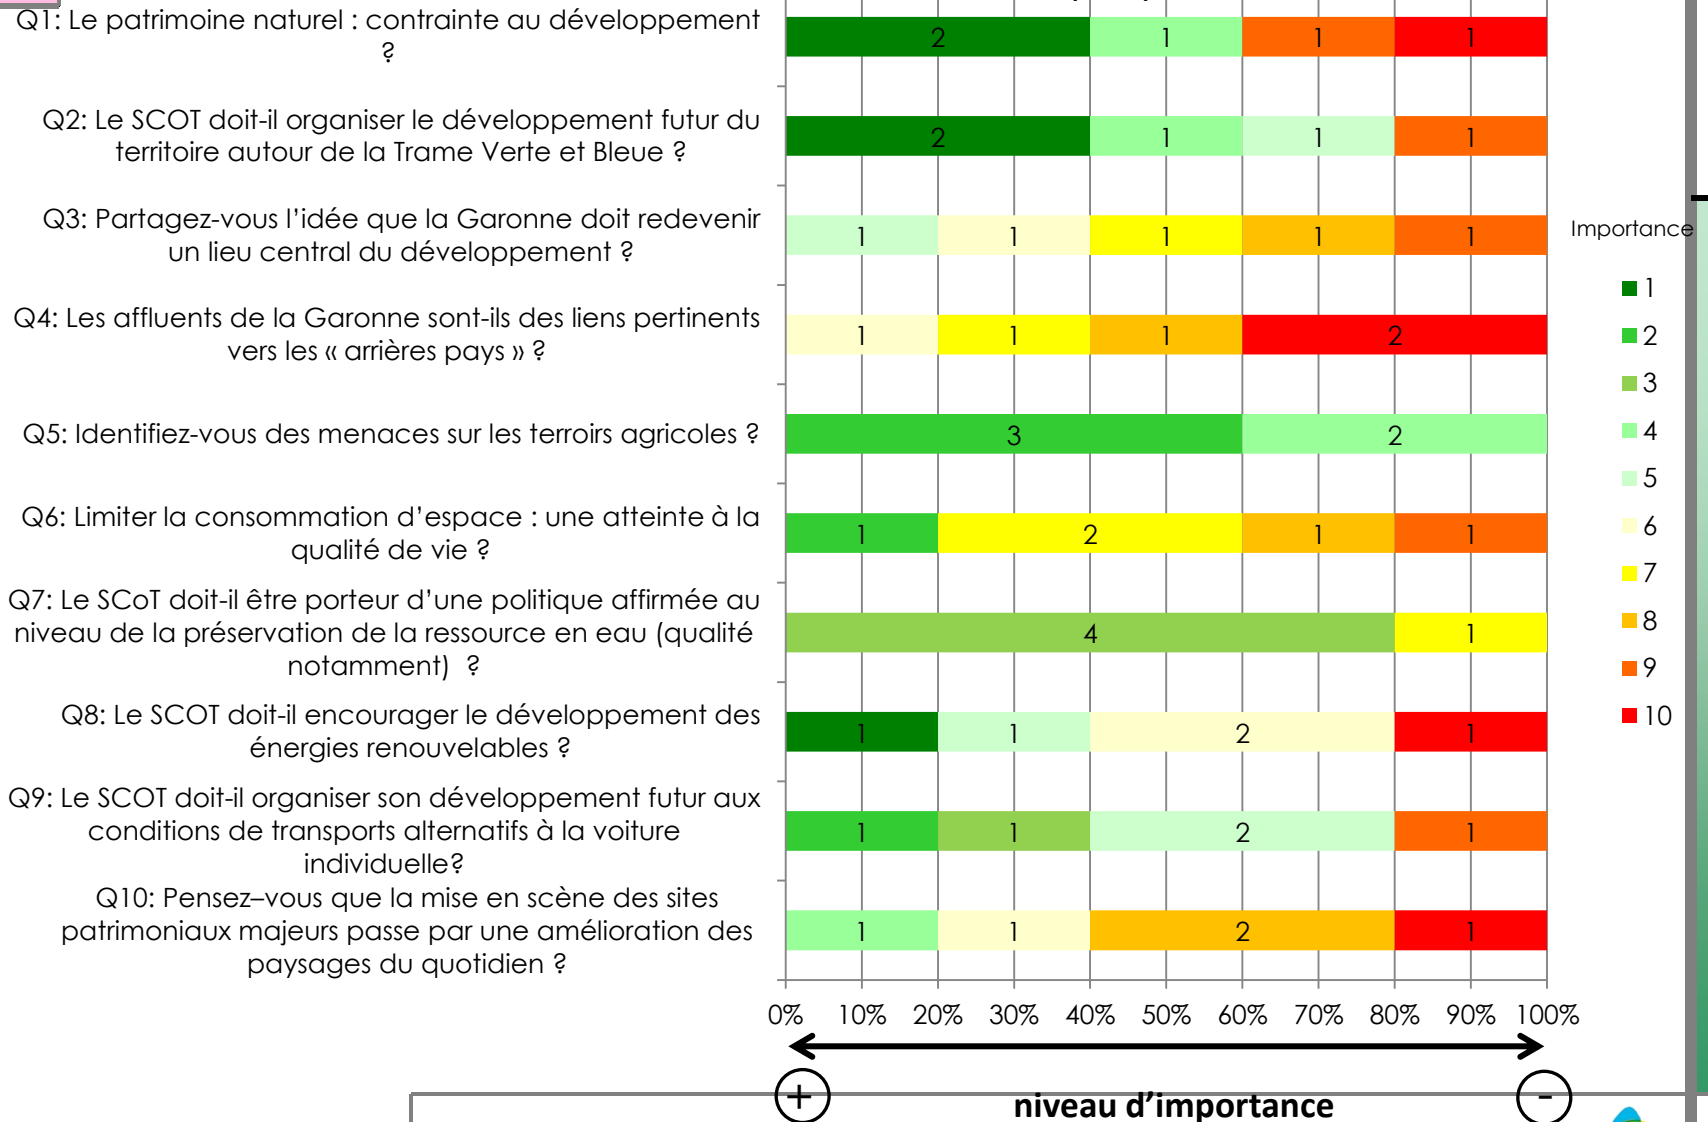 Q1: Le patrimoine naturel : contrainte au développement
?
2 1 1 1
Q2: Le SCOT doit-il organiser le développement futur du
territoire autour de la Trame Verte et Bleue ?
2 1 1 1
Q3: Partagez-vous l’idée que la Garonne doit redevenir
un lieu central du développement ?
1 1 1 1 1
Q4: Les affluents de la Garonne sont-ils des liens pertinents
vers les « arrières pays » ?
1 1 1 2
Q5: Identifiez-vous des menaces sur les terroirs agricoles ?
3 2
Q6: Limiter la consommation d’espace : une atteinte à la
qualité de vie ?
1 2 1 1
Q7: Le SCoT doit-il être porteur d’une politique affirmée au
niveau de la préservation de la ressource en eau (qualité
notamment)  ?
4 1
Q8: Le SCOT doit-il encourager le développement des
énergies renouvelables ?
1 1 2 1
Q9: Le SCOT doit-il organiser son développement futur aux
conditions de transports alternatifs à la voiture
individuelle?
1 1 2 1
Q10: Pensez–vous que la mise en scène des sites
patrimoniaux majeurs passe par une amélioration des
paysages du quotidien ?
1 1 2 1
0% 10% 20% 30% 40% 50% 60% 70% 80% 90% 100%
+ niveau d’importance -
Importance
1
2
3
4
5
6
7
8
9
10